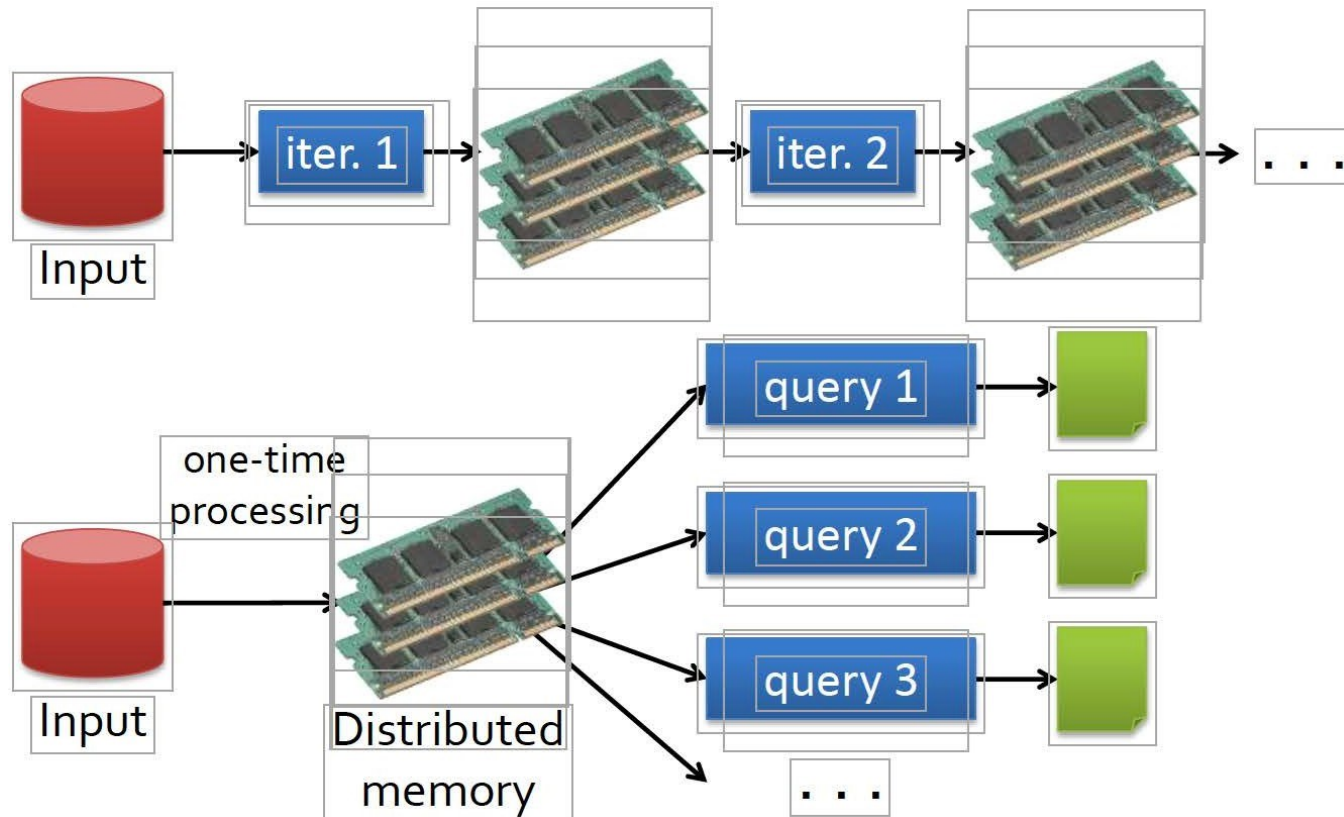 iter. 1
iter. 2
. . .
Input
one-time
processing
Input
Distributed
memory
query 1
query 2
query 3
. . .